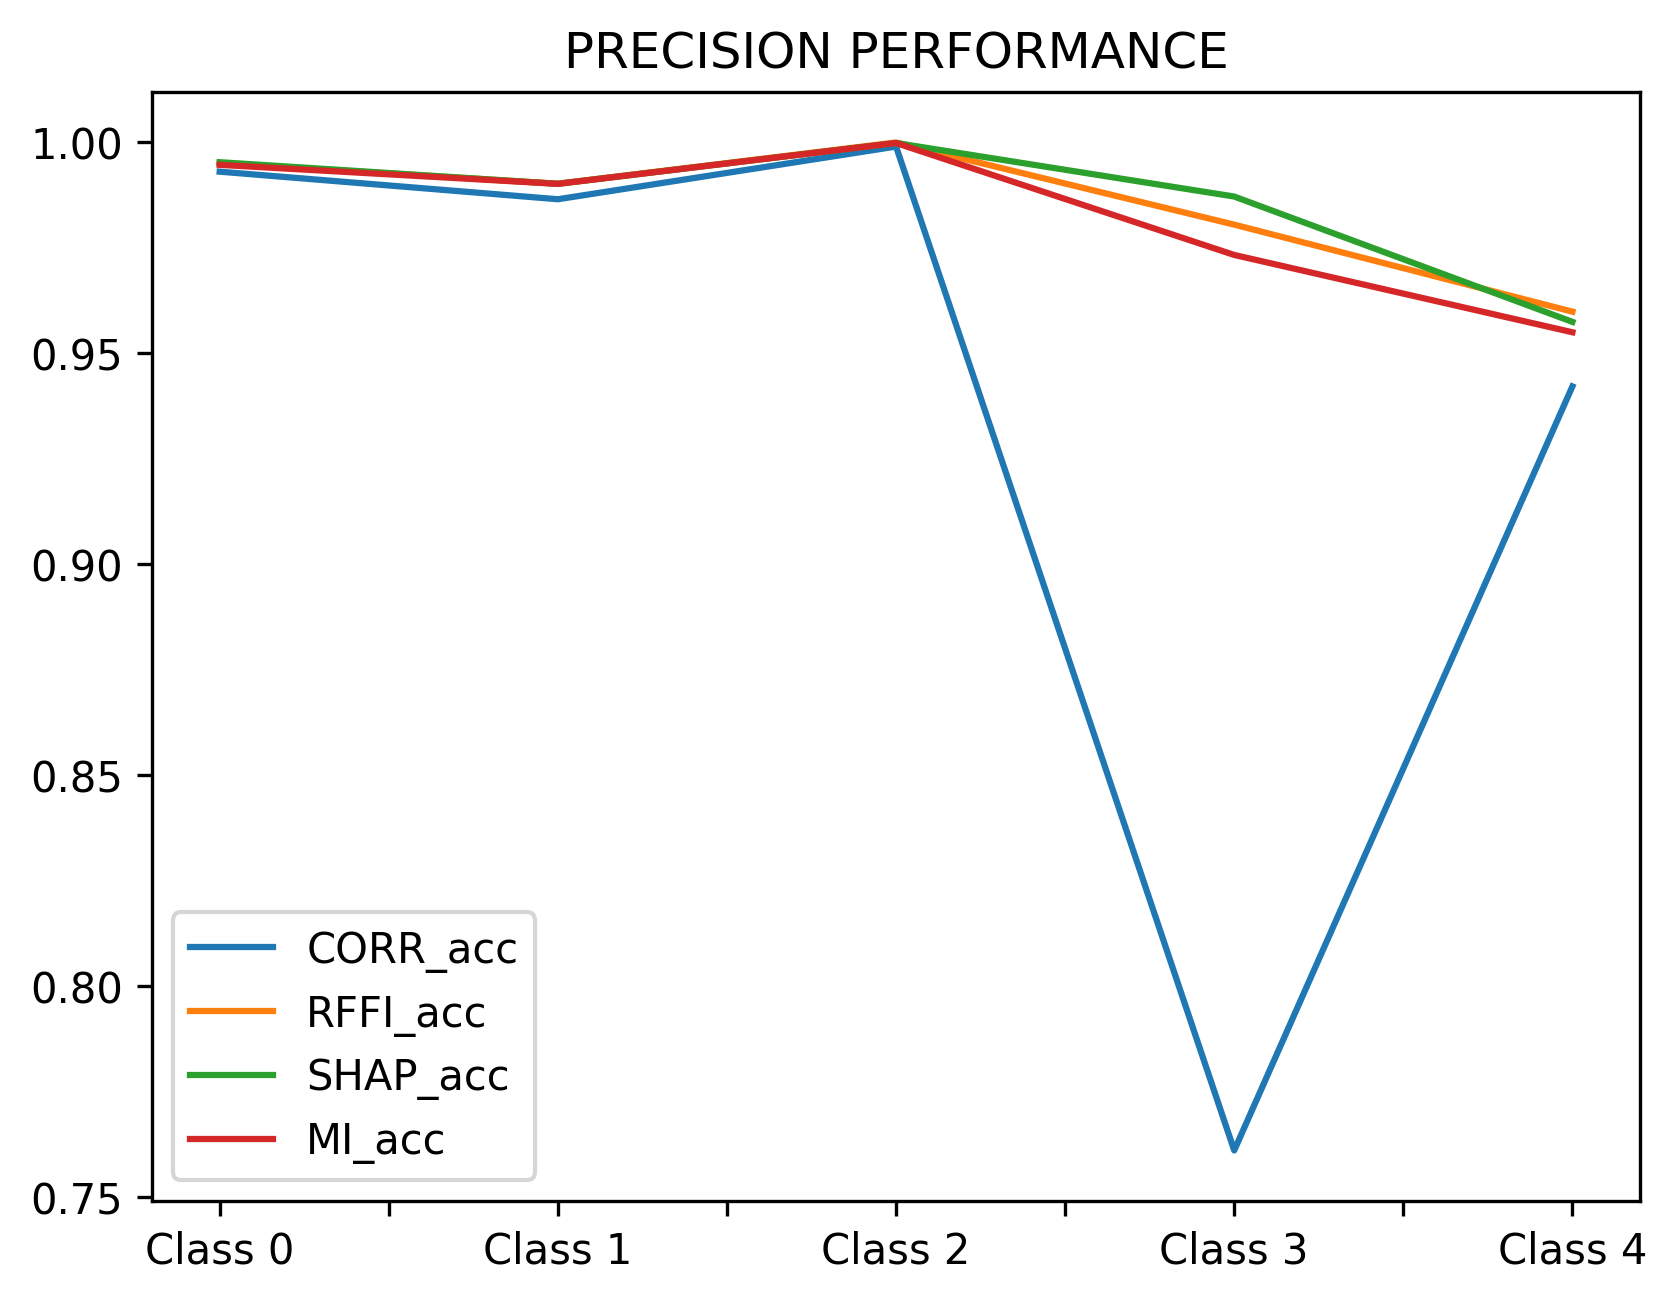 PRECISION PERFORMANCE
1.00
0.95
0.90
0.85
0.80
0.75
CORR_acc
RFFI_acc
SHAP_acc
MI_acc
Class 0 Class 1 Class 2 Class 3 Class 4